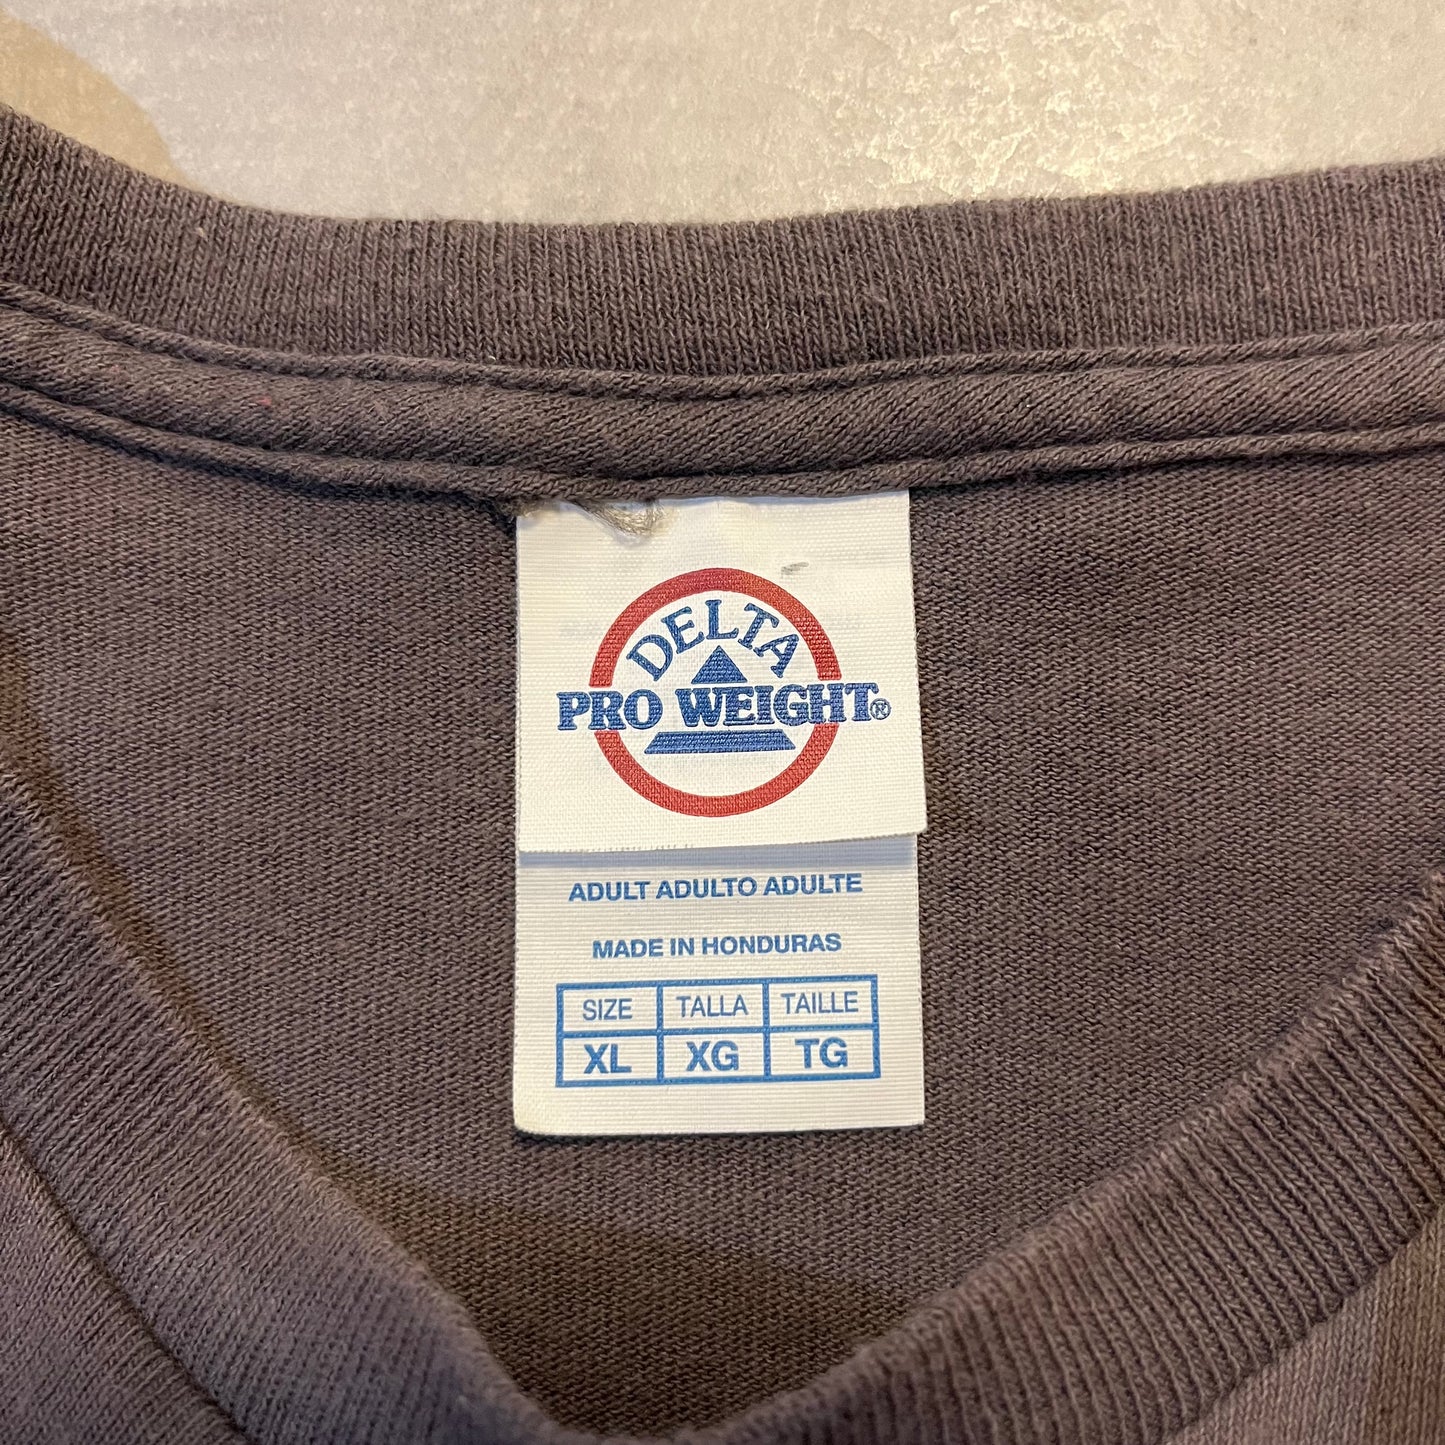 DELTA
PRO WEIGHT®
ADULT ADULTO ADULTE
MADE IN HONDURAS
SIZE TALLA TAILLE
XL XG TG